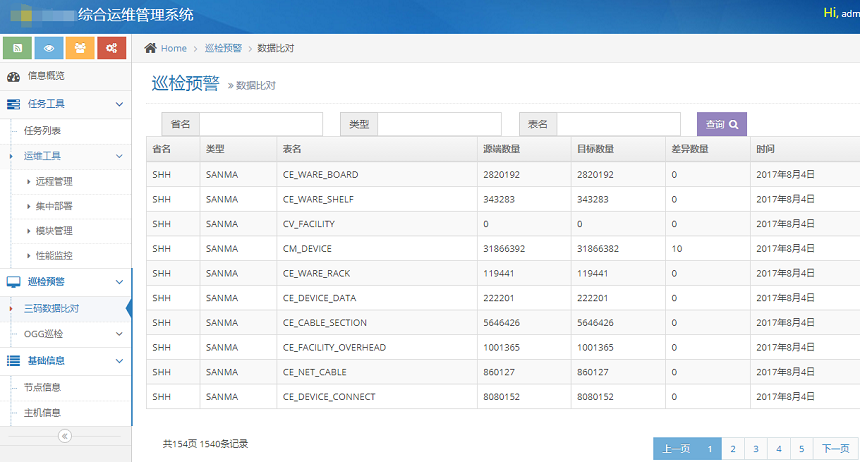 综合运维管理系统
Hi, adm
信息概览
任务工具
任务列表
运维工具
远程管理
集中部署
模块管理
性能监控
巡检预警
三码数据比对
OGG巡检
基础信息
节点信息
主机信息
Home 巡检预警 数据比对
巡检预警 » 数据比对
省名 类型 表名 查询
省名 类型 表名 源端数量 目标数量 差异数量 时间
SHH SANMA CE_WARE_BOARD 2820192 2820192 0 2017年8月4日
SHH SANMA CE_WARE_SHELF 343283 343283 0 2017年8月4日
SHH SANMA CV_FACILITY 0 0 0 2017年8月4日
SHH SANMA CM_DEVICE 31866392 31866382 10 2017年8月4日
SHH SANMA CE_WARE_RACK 119441 119441 0 2017年8月4日
SHH SANMA CE_DEVICE_DATA 222201 222201 0 2017年8月4日
SHH SANMA CE_CABLE_SECTION 5646426 5646426 0 2017年8月4日
SHH SANMA CE_FACILITY_OVERHEAD 1001365 1001365 0 2017年8月4日
SHH SANMA CE_NET_CABLE 860127 860127 0 2017年8月4日
SHH SANMA CE_DEVICE_CONNECT 8080152 8080152 0 2017年8月4日
共154页 1540条记录
上一页 1 2 3 4 5 下一页